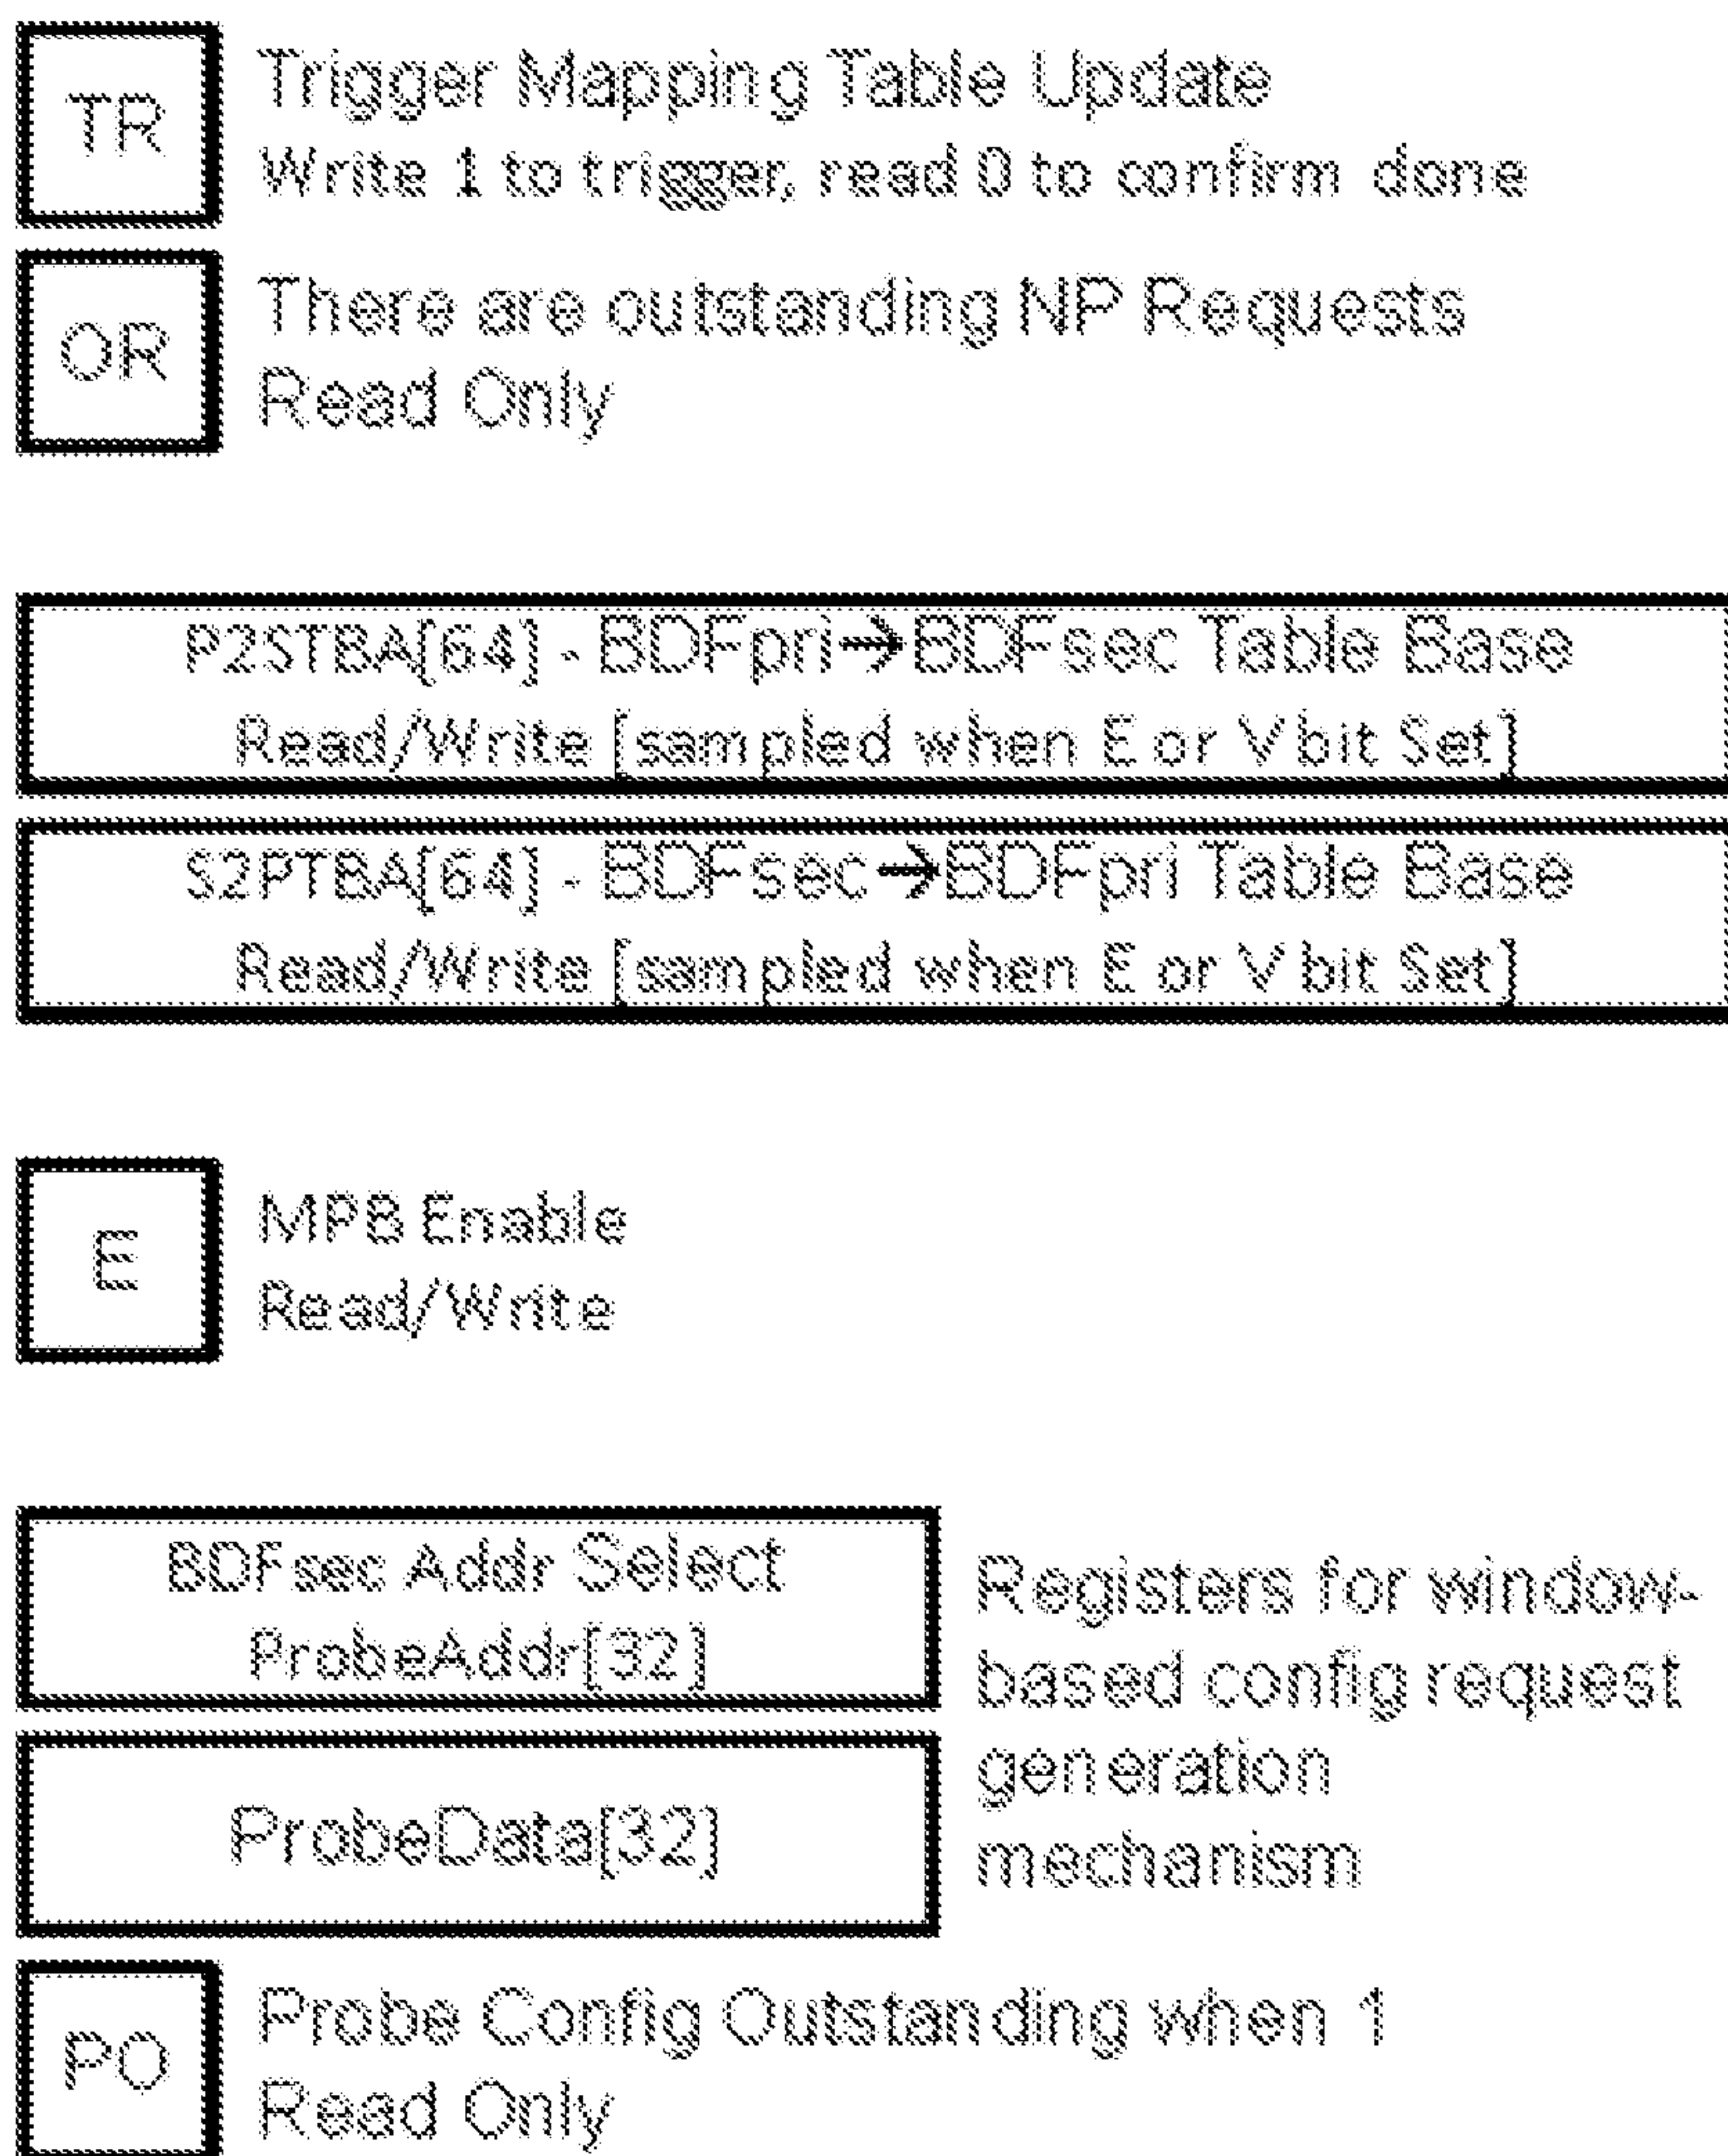 TR
Trigger Mapping Table Update
Write 1 to trigger, read 0 to confirm done
OR
There are outstanding NP Requests
Read Only
P2STBA[64] - BDFpri→BDFsec Table Base
Read/Write [sampled when E or V bit Set]
S2PTBA[64] - BDFsec→BDFpri Table Base
Read/Write [sampled when E or V bit Set]
E
MPB Enable
Read/Write
BDFsec Addr Select
ProbeAddr[32]
ProbeData[32]
Registers for window-
based config request
generation
mechanism
PO
Probe Config Outstanding when 1
Read Only